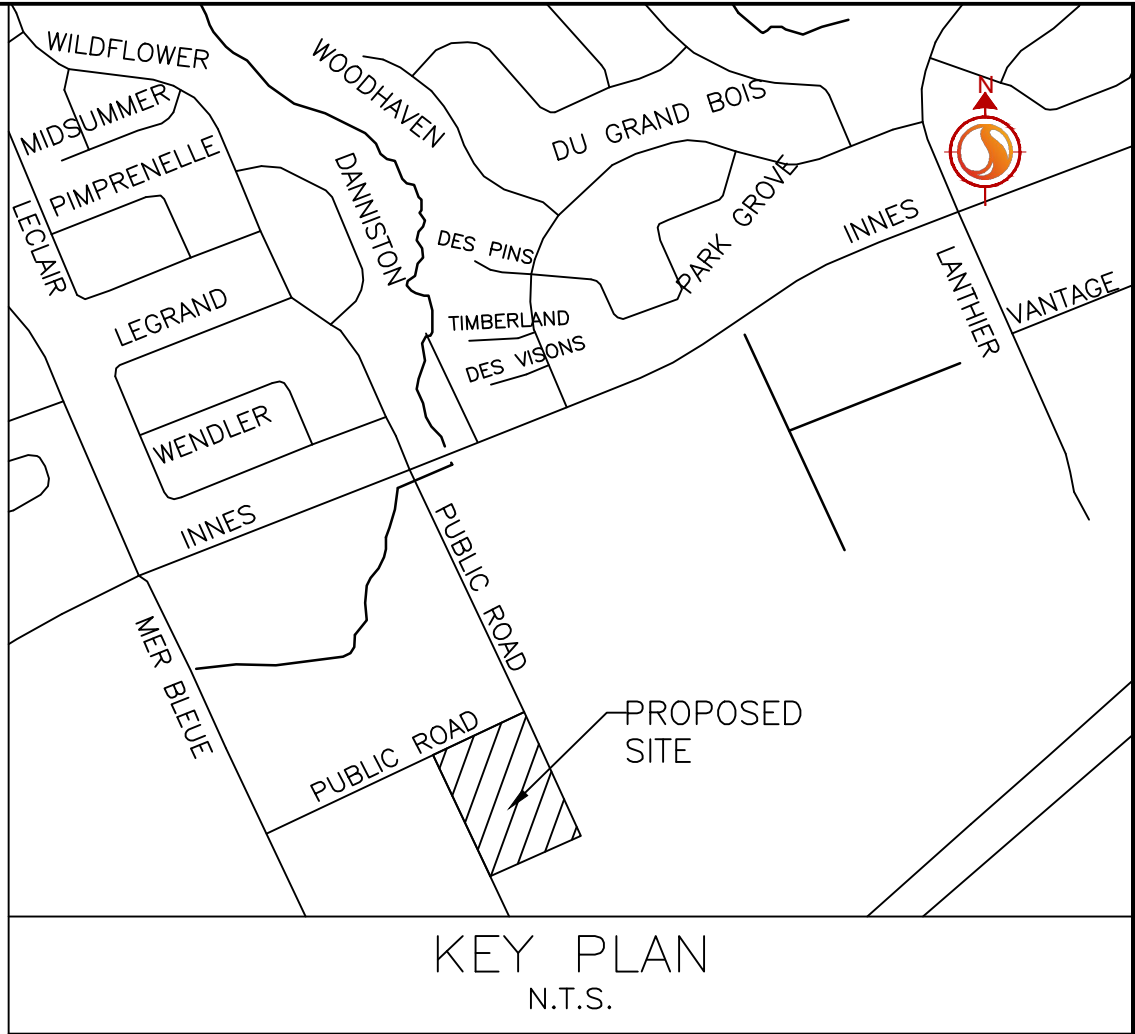 WILDFLOWER
WOODHAVEN
MIDSUMMER
DU GRAND BOIS
N
PIMPRENELLE
DANNISTON
PARK GROVE
LECLAIR
INNES
DES PINS
LANTHIER
VANTAGE
LEGRAND
TIMBERLAND
DES VISONS
WENDLER
INNES
PUBLIC ROAD
MER BLEUE
PUBLIC ROAD
PROPOSED
SITE
KEY PLAN
N.T.S.